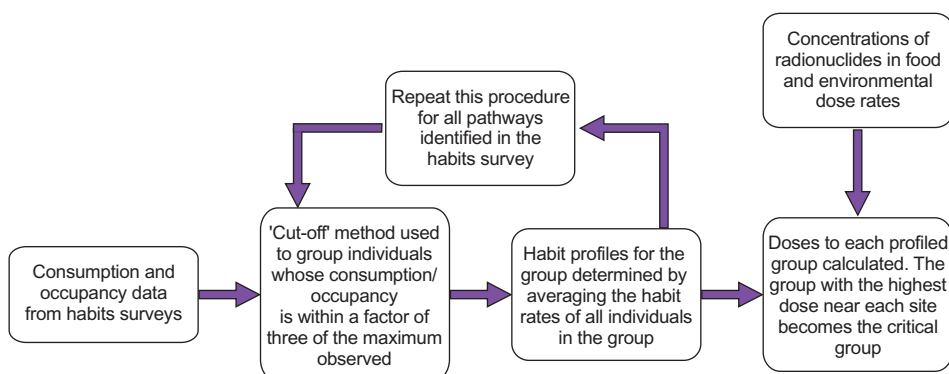 Consumption and
occupancy data
from habits surveys
'Cut-off' method used
to group individuals
whose consumption/
occupancy
is within a factor of
three of the maximum
observed
Repeat this procedure
for all pathways
identified in the
habits survey
Habit profiles for the
group determined by
averaging the habit
rates of all individuals
in the group
Concentrations of
radionuclides in food
and environmental
dose rates
Doses to each profiled
group calculated. The
group with the highest
dose near each site
becomes the critical
group